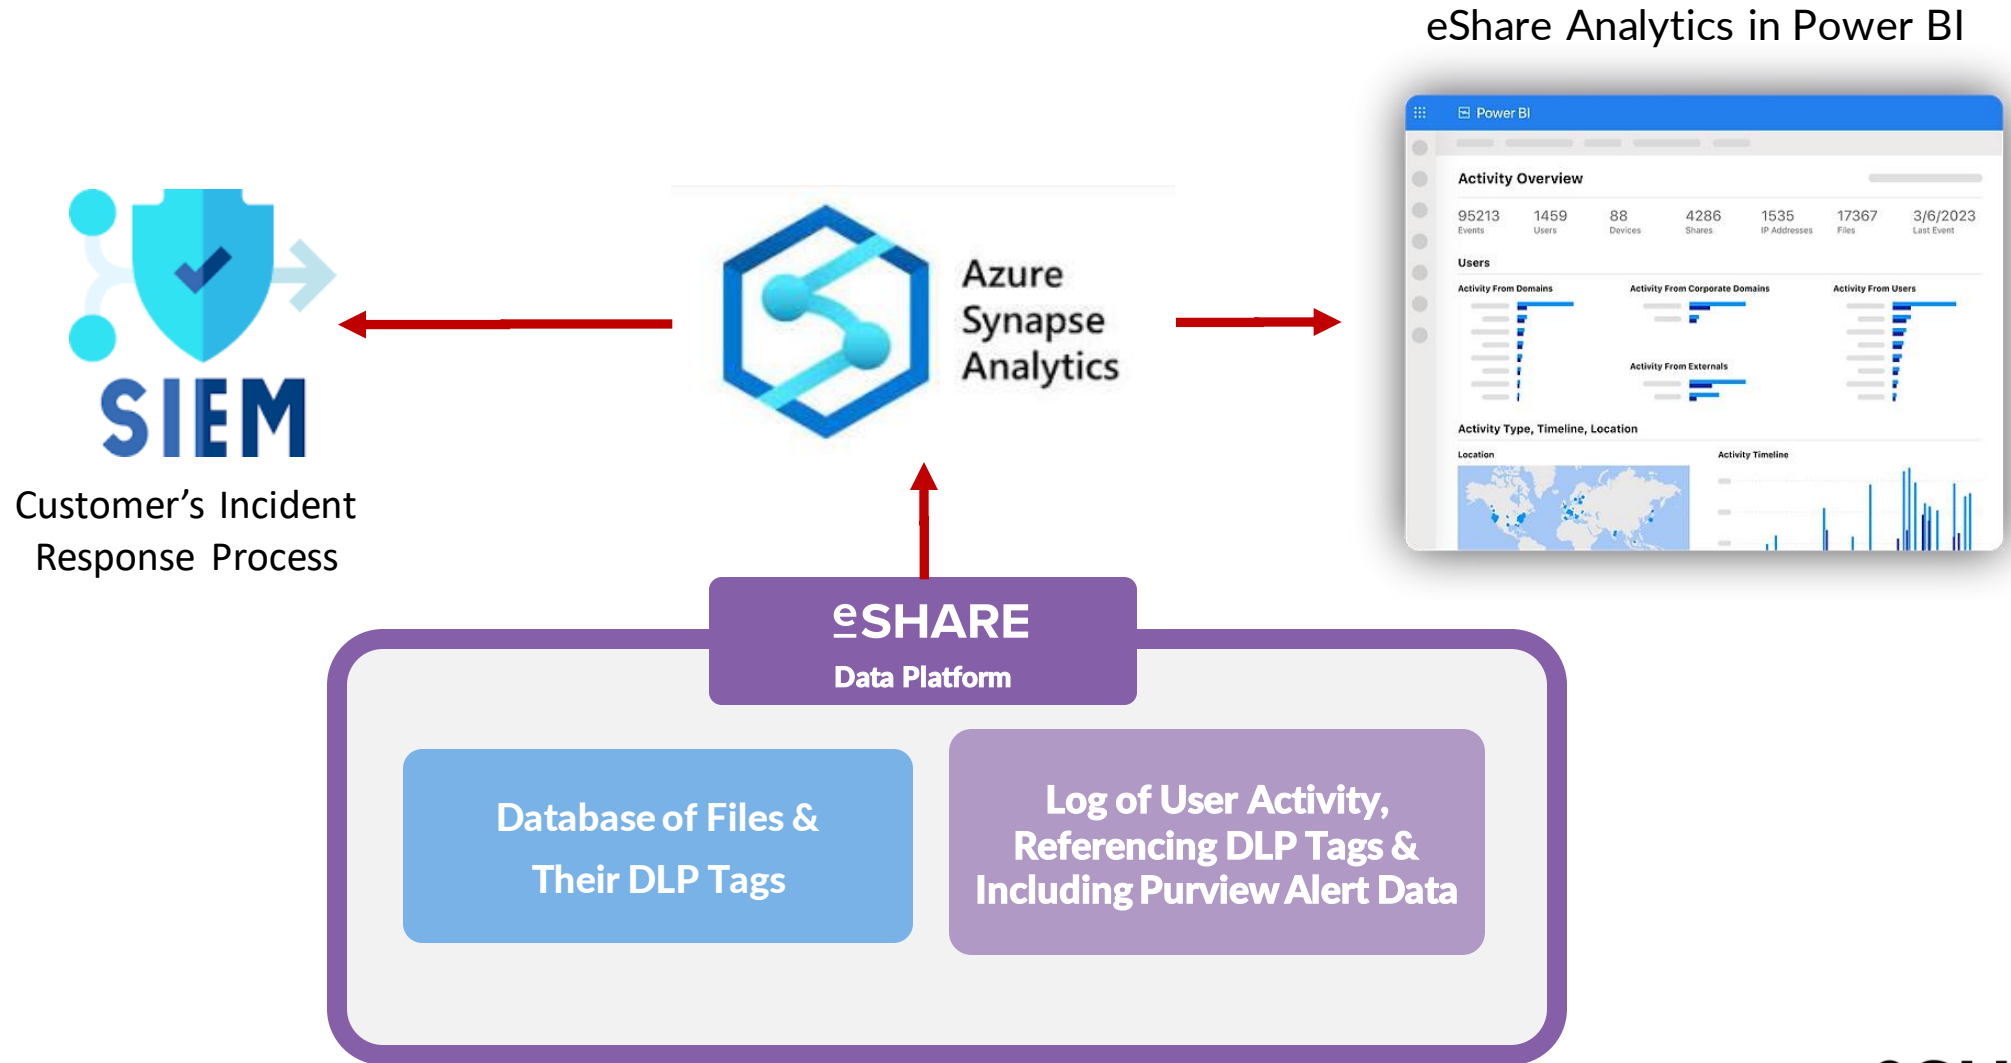 eShare Analytics in Power BI
Power BI
Activity Overview
95213 1459 88 4286 1535 17367 3/6/2023
Events Users Devices Shares IP Addresses Files Last Event
Users
Activity From Domains Activity From Corporate Domains Activity From Users
Activity From Externals
Activity Type, Timeline, Location
Location Activity Timeline
SIEM
Customer’s Incident
Response Process
Azure
Synapse
Analytics
eSHARE
Data Platform
Database of Files &
Their DLP Tags
Log of User Activity,
Referencing DLP Tags &
Including Purview Alert Data